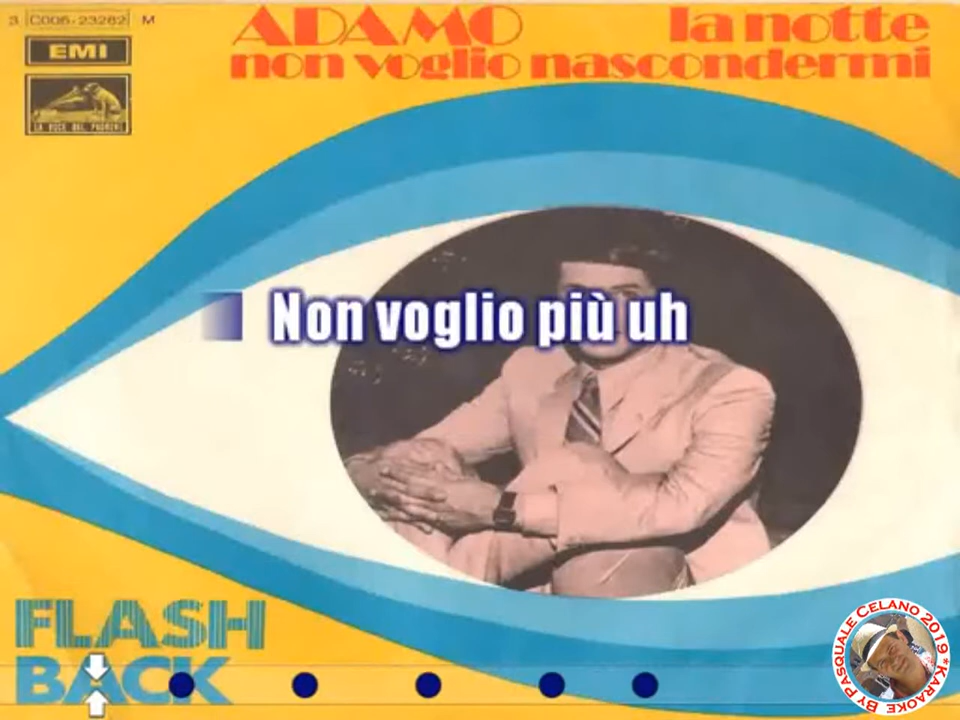 3 C006-23282 M
EMI
LA VOCE DEL PADRONE
ADAMO la notte
non voglio nascondermi
Non voglio più uh
FLASH
BACK
KARAOKE BY PASQUALE CELANO 2019*